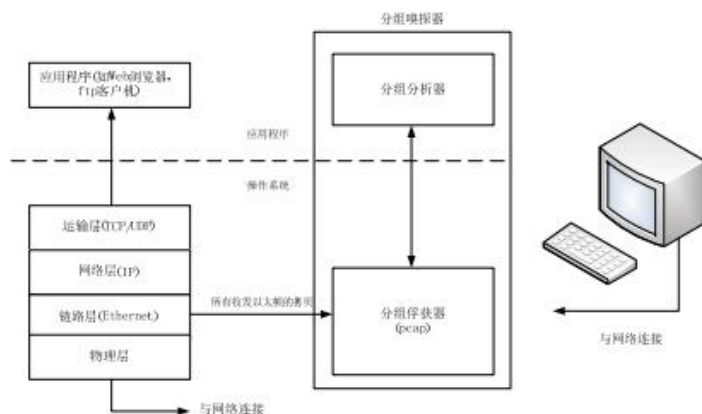 分组嗅探器
应用程序(如Web浏览器,
ftp客户机)
分组分析器
应用程序
操作系统
运输层(TCP/UDP)
网络层(IP)
链路层(Ethernet)
物理层
所有收发以太帧的拷贝
分组俘获器
(pcap)
与网络连接
与网络连接